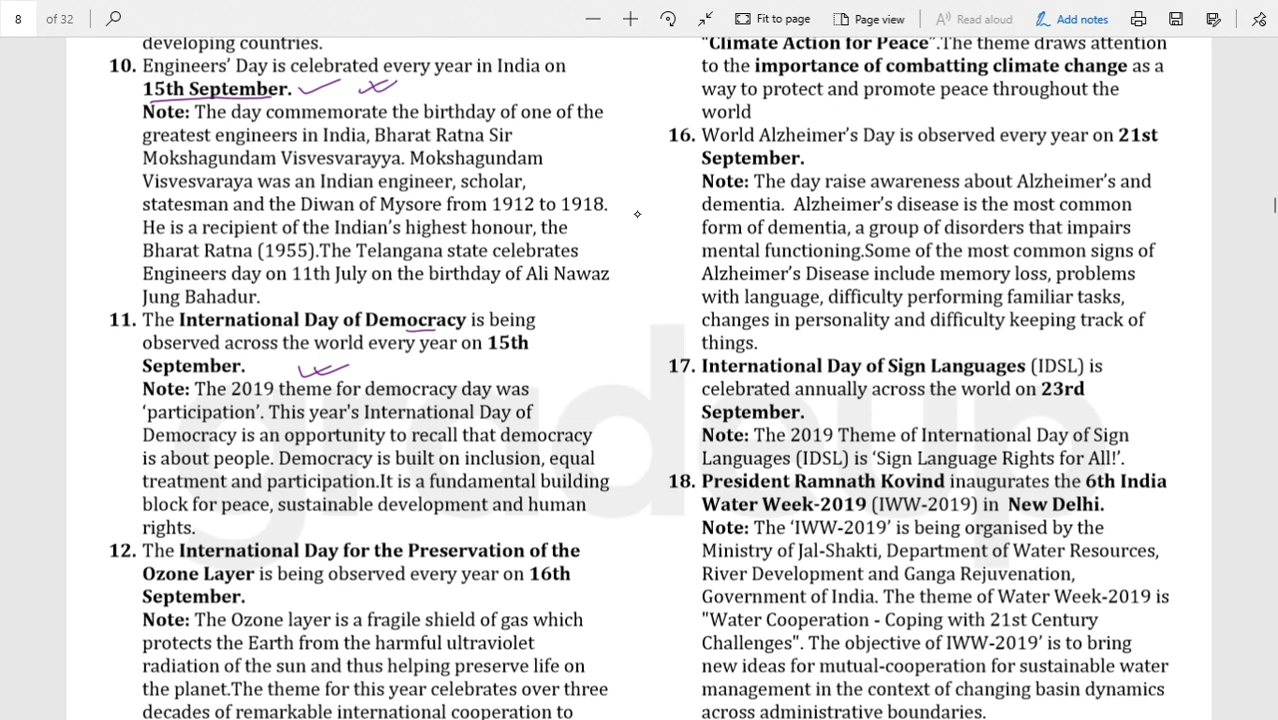 8 of 32 Fit to page Page view Read aloud Add notes
developing countries.
10. Engineers' Day is celebrated every year in India on
15th September.
Note: The day commemorate the birthday of one of the
greatest engineers in India, Bharat Ratna Sir
Mokshagundam Visvesvarayya. Mokshagundam
Visvesvaraya was an Indian engineer, scholar,
statesman and the Diwan of Mysore from 1912 to 1918.
He is a recipient of the Indian's highest honour, the
Bharat Ratna (1955).The Telangana state celebrates
Engineers day on 11th July on the birthday of Ali Nawaz
Jung Bahadur.
11. The International Day of Democracy is being
observed across the world every year on 15th
September.
Note: The 2019 theme for democracy day was
'participation'. This year's International Day of
Democracy is an opportunity to recall that democracy
is about people. Democracy is built on inclusion, equal
treatment and participation.It is a fundamental building
block for peace, sustainable development and human
rights.
12. The International Day for the Preservation of the
Ozone Layer is being observed every year on 16th
September.
Note: The Ozone layer is a fragile shield of gas which
protects the Earth from the harmful ultraviolet
radiation of the sun and thus helping preserve life on
the planet.The theme for this year celebrates over three
decades of remarkable international cooperation to
"Climate Action for Peace".The theme draws attention
to the importance of combatting climate change as a
way to protect and promote peace throughout the
world
16. World Alzheimer's Day is observed every year on 21st
September.
Note: The day raise awareness about Alzheimer's and
dementia. Alzheimer's disease is the most common
form of dementia, a group of disorders that impairs
mental functioning.Some of the most common signs of
Alzheimer's Disease include memory loss, problems
with language, difficulty performing familiar tasks,
changes in personality and difficulty keeping track of
things.
17. International Day of Sign Languages (IDSL) is
celebrated annually across the world on 23rd
September.
Note: The 2019 Theme of International Day of Sign
Languages (IDSL) is 'Sign Language Rights for All!'.
18. President Ramnath Kovind inaugurates the 6th India
Water Week-2019 (IWW-2019) in New Delhi.
Note: The 'IWW-2019' is being organised by the
Ministry of Jal-Shakti, Department of Water Resources,
River Development and Ganga Rejuvenation,
Government of India. The theme of Water Week-2019 is
"Water Cooperation - Coping with 21st Century
Challenges". The objective of IWW-2019' is to bring
new ideas for mutual-cooperation for sustainable water
management in the context of changing basin dynamics
across administrative boundaries.
gradeup